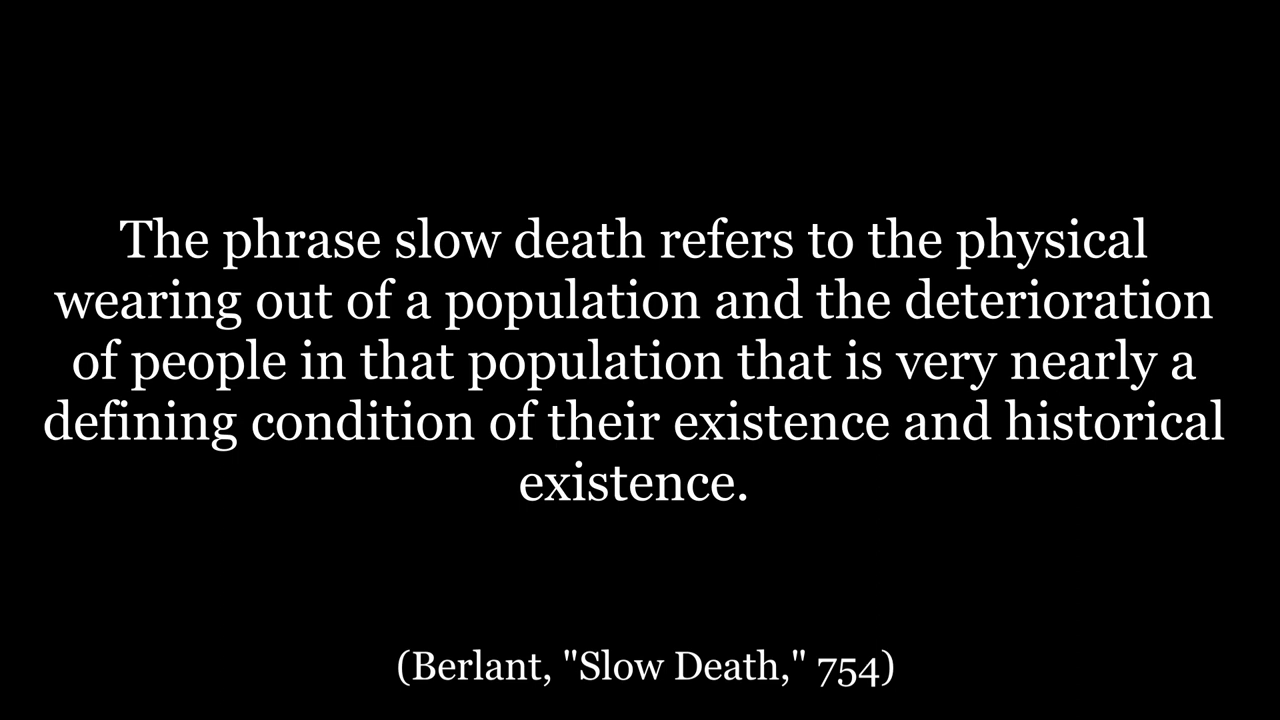 The phrase slow death refers to the physical
wearing out of a population and the deterioration
of people in that population that is very nearly a
defining condition of their existence and historical
existence.
(Berlant, "Slow Death," 754)